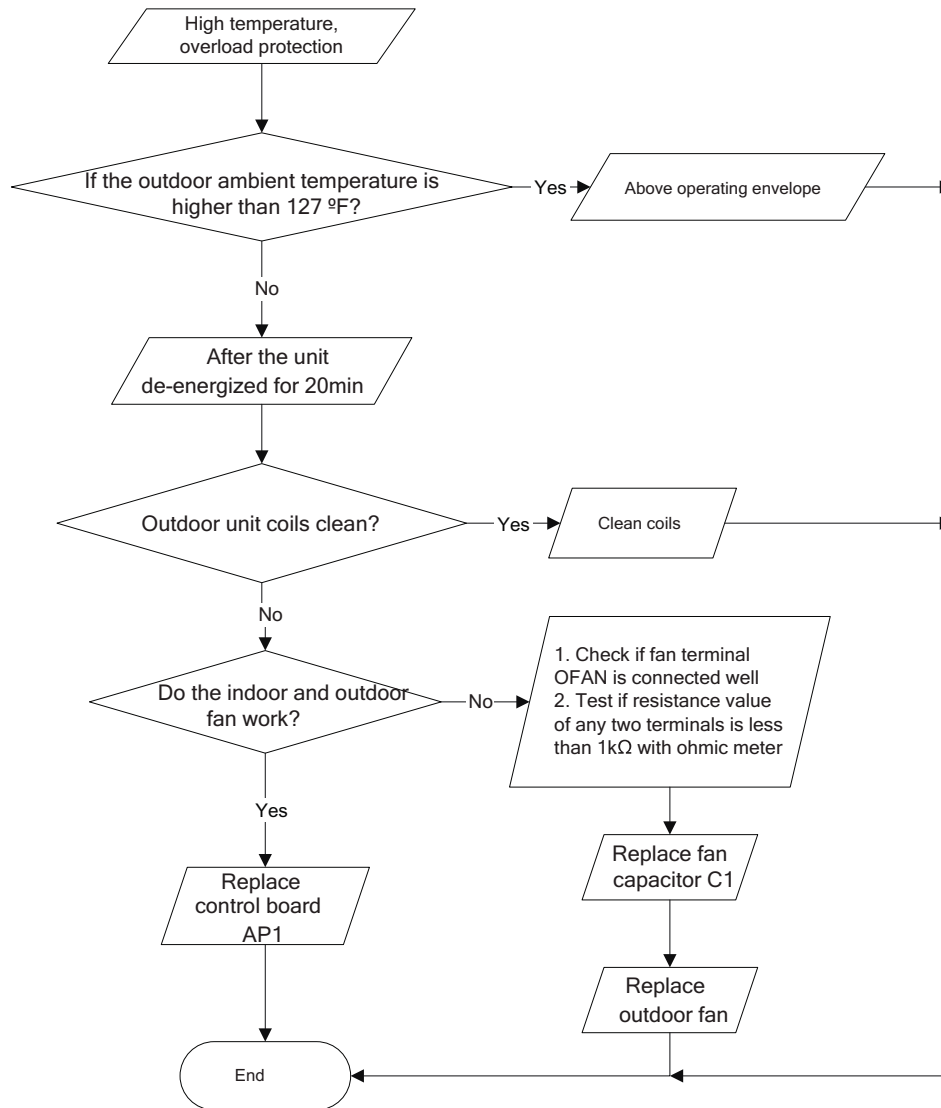 High temperature,
overload protection
If the outdoor ambient temperature is
higher than 127 ºF?
Yes
Above operating envelope
No
After the unit
de-energized for 20min
Outdoor unit coils clean?
Yes
Clean coils
No
Do the indoor and outdoor
fan work?
No
1. Check if fan terminal
OFAN is connected well
2. Test if resistance value
of any two terminals is less
than 1kΩ with ohmic meter
Yes
Replace fan
capacitor C1
Replace
control board
AP1
Replace
outdoor fan
End